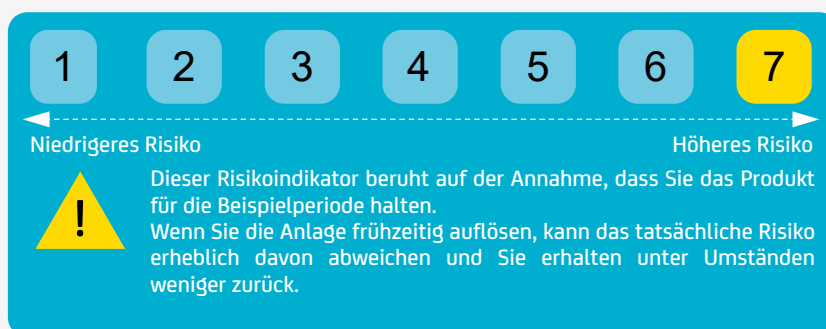 1 2 3 4 5 6 7
Niedrigeres Risiko Höheres Risiko
! Dieser Risikoindikator beruht auf der Annahme, dass Sie das Produkt
für die Beispielperiode halten.
Wenn Sie die Anlage frühzeitig auflösen, kann das tatsächliche Risiko
erheblich davon abweichen und Sie erhalten unter Umständen
weniger zurück.